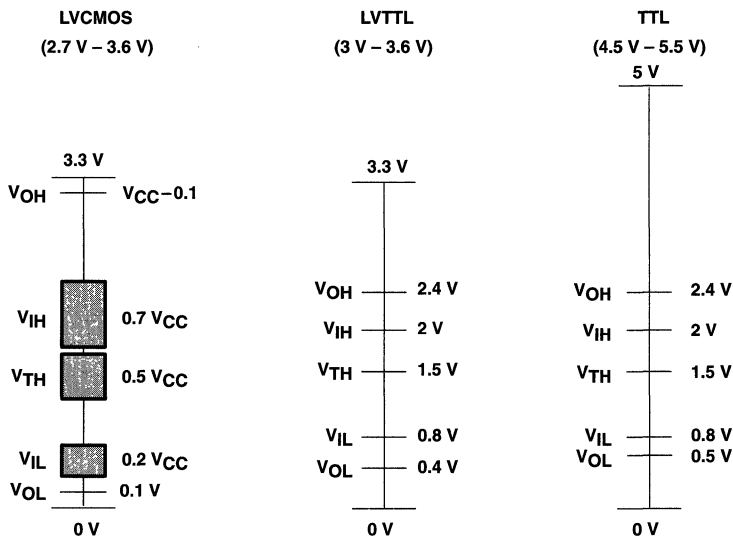 LVCMOS
(2.7 V – 3.6 V)
3.3 V
VOH
VCC–0.1
VIH
0.7 VCC
VTH
0.5 VCC
VIL
0.2 VCC
VOL
0.1 V
0 V
LVTTL
(3 V – 3.6 V)
3.3 V
VOH
2.4 V
VIH
2 V
VTH
1.5 V
VIL
0.8 V
VOL
0.4 V
0 V
TTL
(4.5 V – 5.5 V)
5 V
VOH
2.4 V
VIH
2 V
VTH
1.5 V
VIL
0.8 V
VOL
0.5 V
0 V